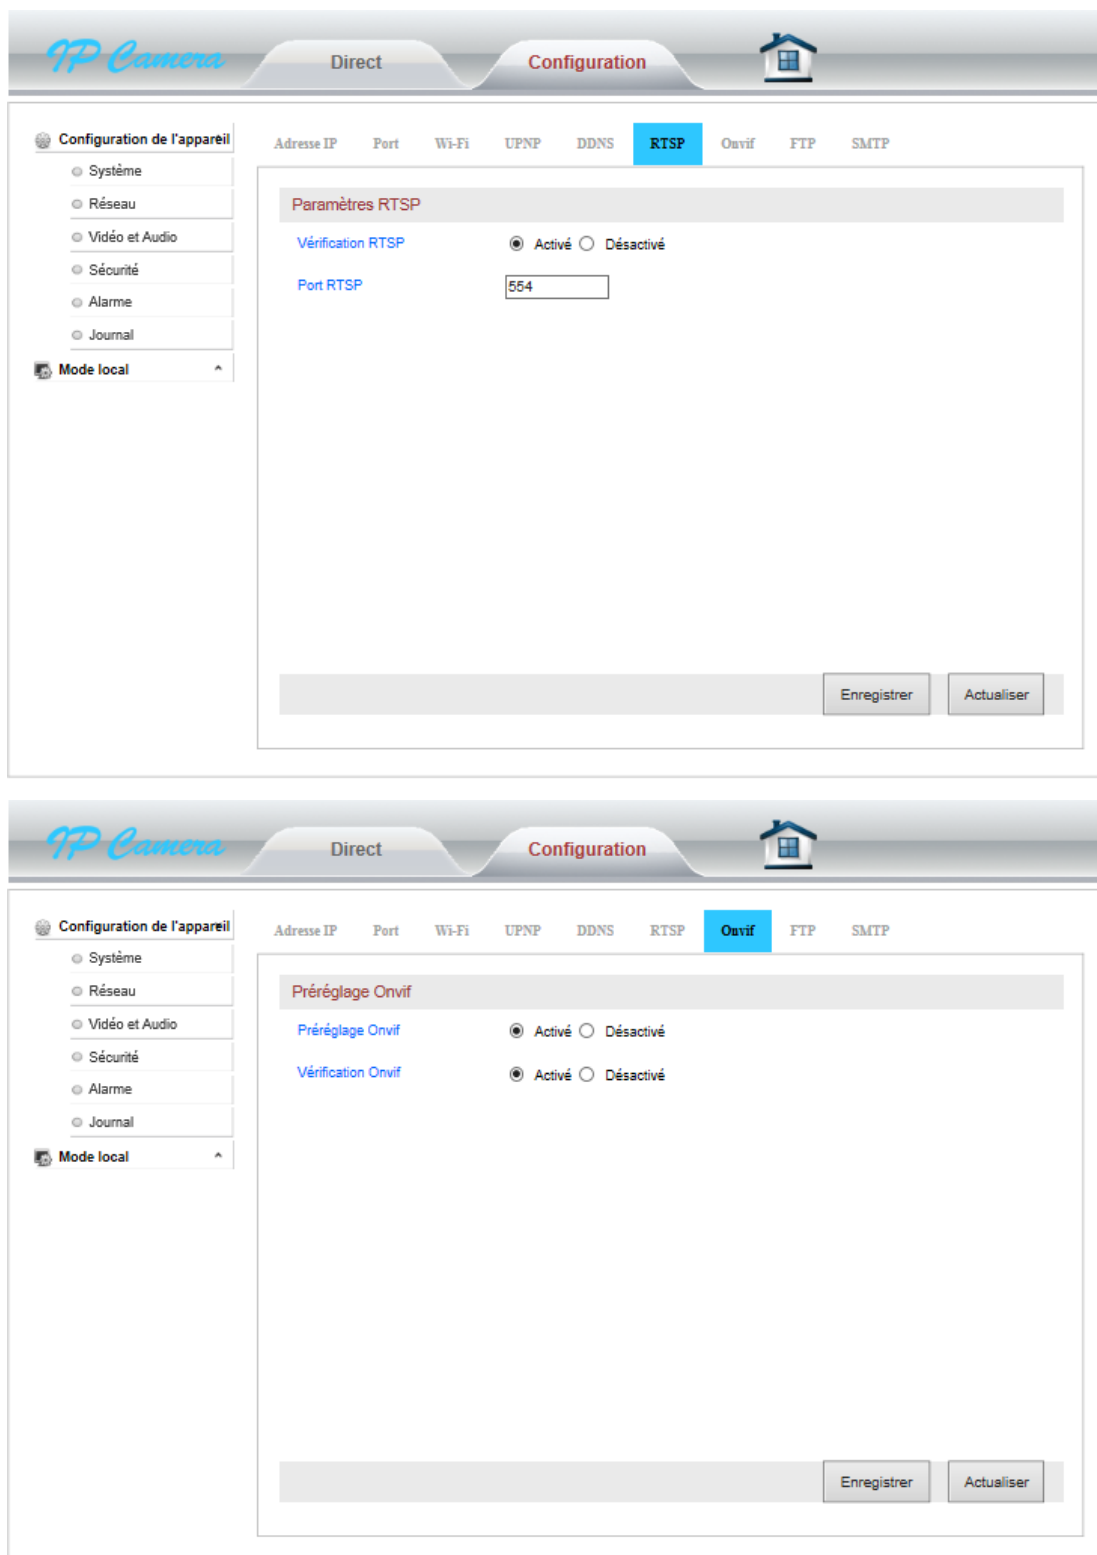 IP Camera Direct Configuration
Configuration de l'appareil
Adresse IP Port Wi-Fi UPNP DDNS RTSP Onvif FTP SMTP
Système
Réseau
Vidéo et Audio
Sécurité
Alarme
Journal
Mode local
Paramètres RTSP
Vérification RTSP Activé Désactivé
Port RTSP 554
Enregistrer Actualiser
IP Camera Direct Configuration
Configuration de l'appareil
Adresse IP Port Wi-Fi UPNP DDNS RTSP Onvif FTP SMTP
Système
Réseau
Vidéo et Audio
Sécurité
Alarme
Journal
Mode local
Préréglage Onvif
Préréglage Onvif Activé Désactivé
Vérification Onvif Activé Désactivé
Enregistrer Actualiser